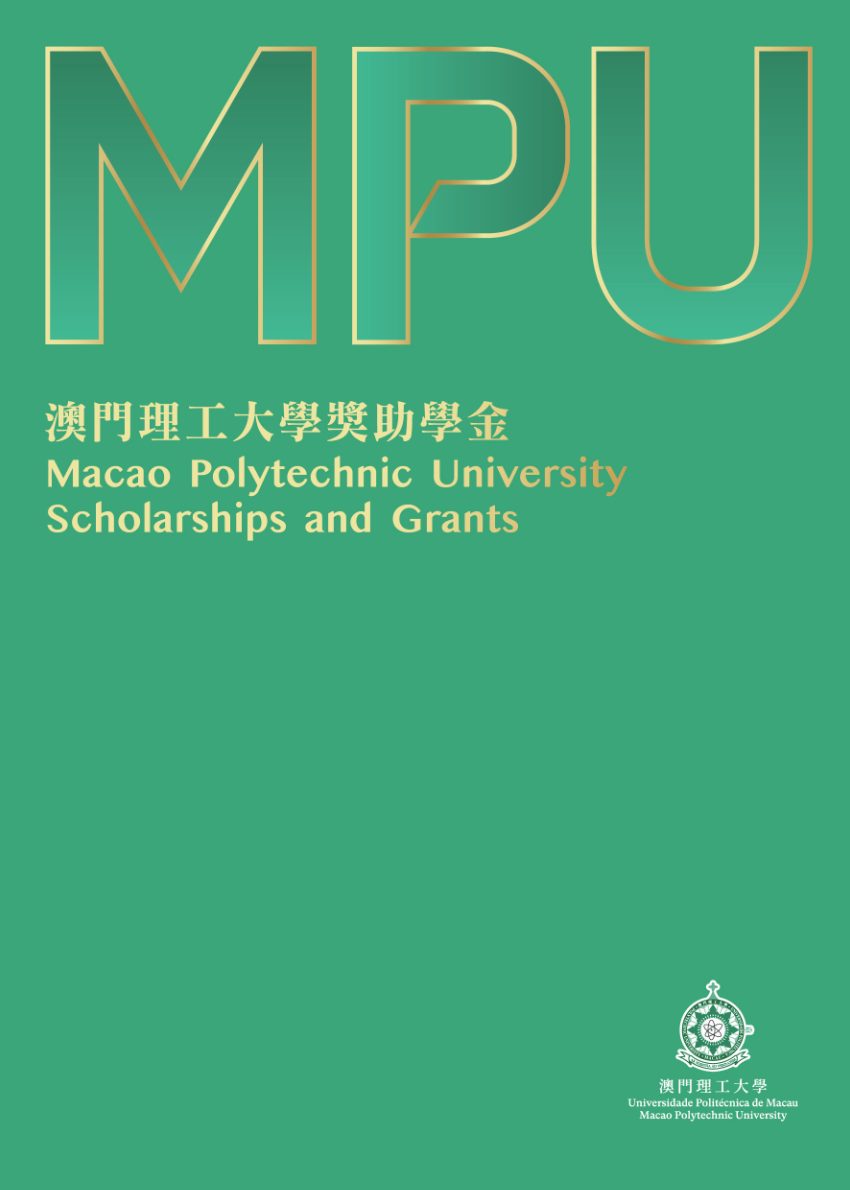 MPU
澳門理工大學獎助學金
Macao Polytechnic University
Scholarships and Grants
澳門理工大學
Universidade Politécnica de Macau
Macao Polytechnic University